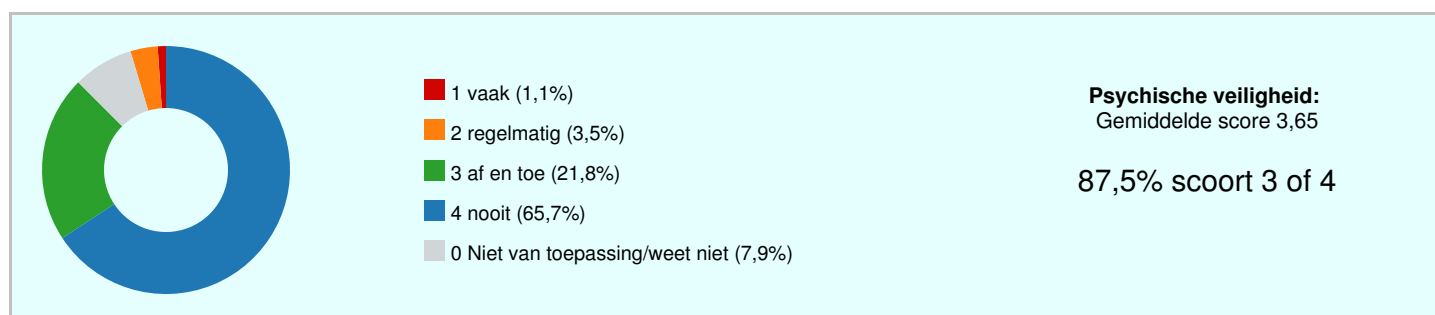 1 vaak (1,1%)
2 regelmatig (3,5%)
3 af en toe (21,8%)
4 nooit (65,7%)
0 Niet van toepassing/weet niet (7,9%)
Psychische veiligheid:
Gemiddelde score 3,65
87,5% scoort 3 of 4